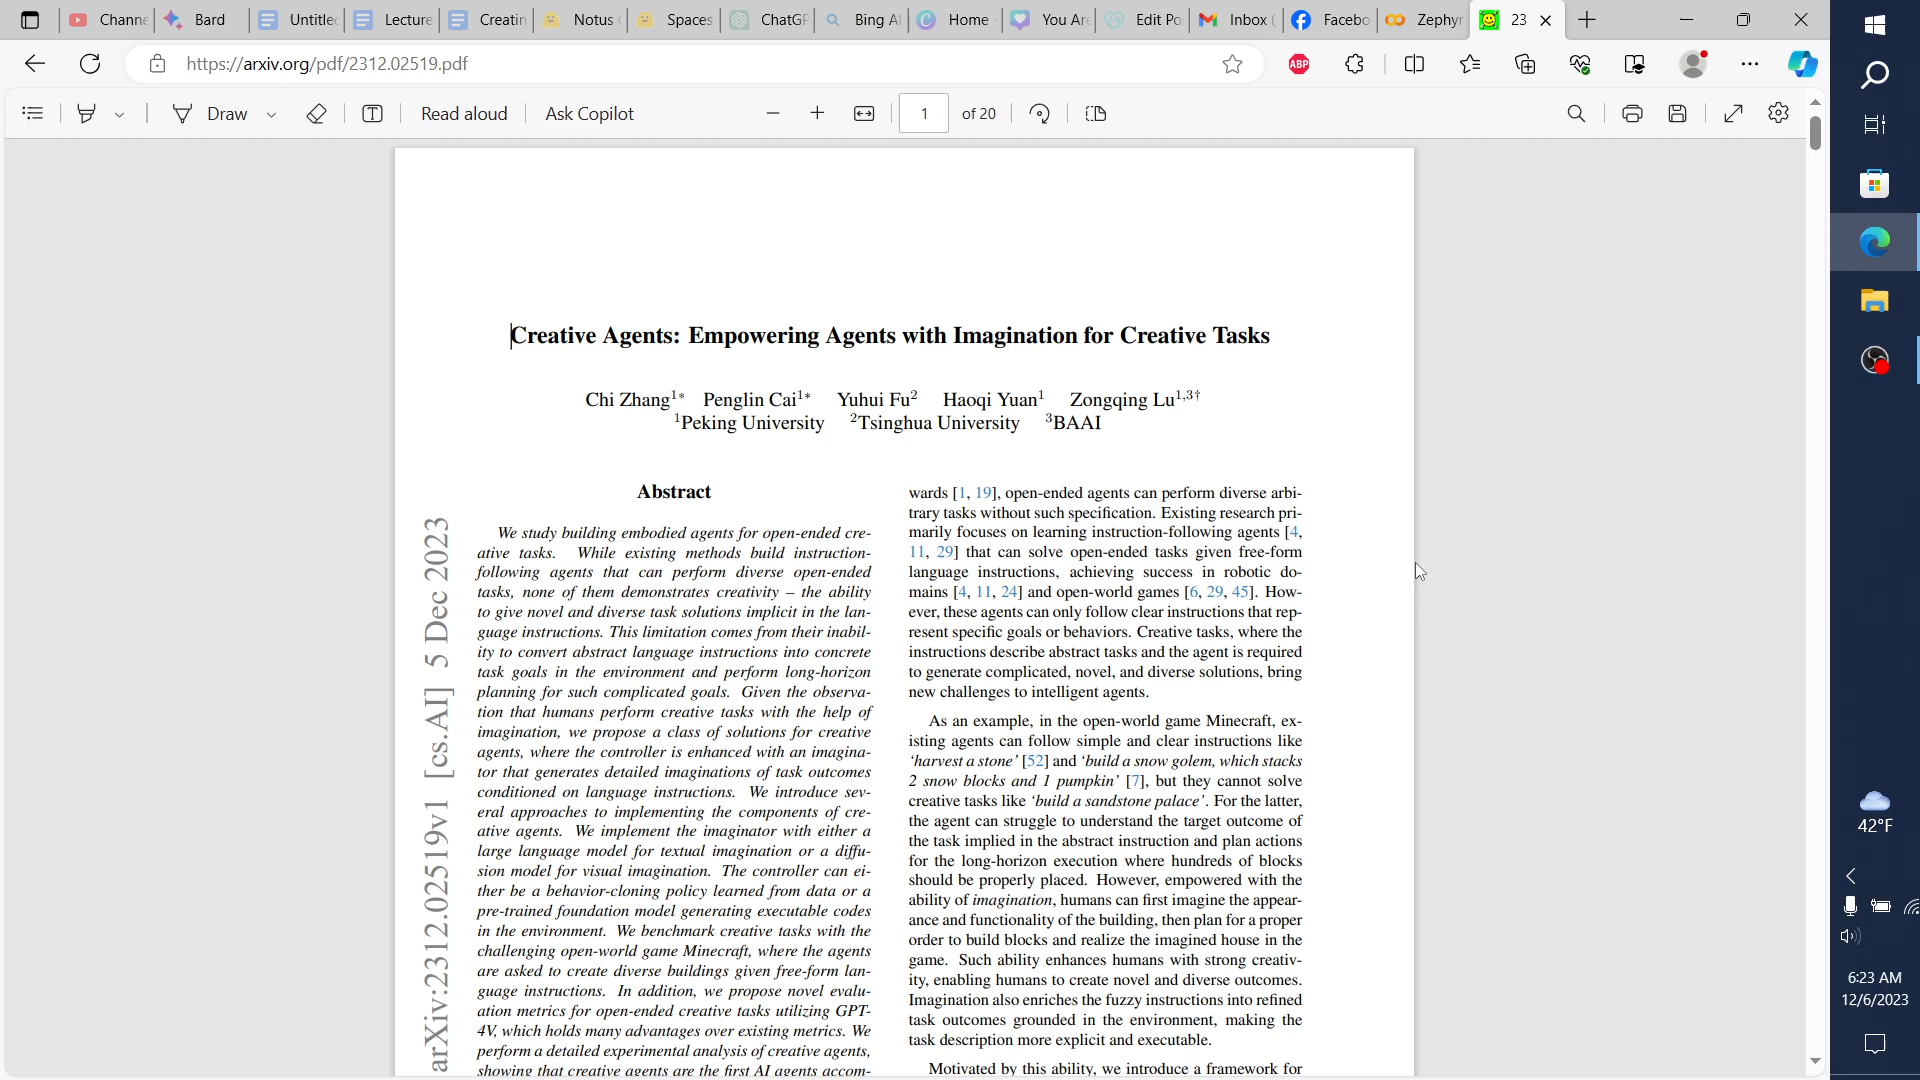 Channe
Bard
Untitled
Lecture
Creatin
Notus
Spaces
ChatGP
Bing AI
Home
You Are
Edit Po
Inbox (
Facebo
Zephyr
23
https://arxiv.org/pdf/2312.02519.pdf
ABP
Draw
Read aloud
Ask Copilot
1 of 20
Creative Agents: Empowering Agents with Imagination for Creative Tasks
Chi Zhang1* Penglin Cai1* Yuhui Fu2 Haoqi Yuan1 Zongqing Lu1,3†
1Peking University 2Tsinghua University 3BAAI
arXiv:2312.02519v1 [cs.AI] 5 Dec 2023
Abstract
We study building embodied agents for open-ended cre-
ative tasks. While existing methods build instruction-
following agents that can perform diverse open-ended
tasks, none of them demonstrates creativity – the ability
to give novel and diverse task solutions implicit in the lan-
guage instructions. This limitation comes from their inabil-
ity to convert abstract language instructions into concrete
task goals in the environment and perform long-horizon
planning for such complicated goals. Given the observa-
tion that humans perform creative tasks with the help of
imagination, we propose a class of solutions for creative
agents, where the controller is enhanced with an imagina-
tor that generates detailed imaginations of task outcomes
conditioned on language instructions. We introduce sev-
eral approaches to implementing the components of cre-
ative agents. We implement the imaginator with either a
large language model for textual imagination or a diffu-
sion model for visual imagination. The controller can ei-
ther be a behavior-cloning policy learned from data or a
pre-trained foundation model generating executable codes
in the environment. We benchmark creative tasks with the
challenging open-world game Minecraft, where the agents
are asked to create diverse buildings given free-form lan-
guage instructions. In addition, we propose novel evalu-
ation metrics for open-ended creative tasks utilizing GPT-
4V, which holds many advantages over existing metrics. We
perform a detailed experimental analysis of creative agents,
showing that creative agents are the first AI agents accom-
wards [1, 19], open-ended agents can perform diverse arbi-
trary tasks without such specification. Existing research pri-
marily focuses on learning instruction-following agents [4,
11, 29] that can solve open-ended tasks given free-form
language instructions, achieving success in robotic do-
mains [4, 11, 24] and open-world games [6, 29, 45]. How-
ever, these agents can only follow clear instructions that rep-
resent specific goals or behaviors. Creative tasks, where the
instructions describe abstract tasks and the agent is required
to generate complicated, novel, and diverse solutions, bring
new challenges to intelligent agents.
As an example, in the open-world game Minecraft, ex-
isting agents can follow simple and clear instructions like
‘harvest a stone’ [52] and ‘build a snow golem, which stacks
2 snow blocks and 1 pumpkin’ [7], but they cannot solve
creative tasks like ‘build a sandstone palace’. For the latter,
the agent can struggle to understand the target outcome of
the task implied in the abstract instruction and plan actions
for the long-horizon execution where hundreds of blocks
should be properly placed. However, empowered with the
ability of imagination, humans can first imagine the appear-
ance and functionality of the building, then plan for a proper
order to build blocks and realize the imagined house in the
game. Such ability enhances humans with strong creativ-
ity, enabling humans to create novel and diverse outcomes.
Imagination also enriches the fuzzy instructions into refined
task outcomes grounded in the environment, making the
task description more explicit and executable.
Motivated by this ability, we introduce a framework for
42°F
6:23 AM
12/6/2023